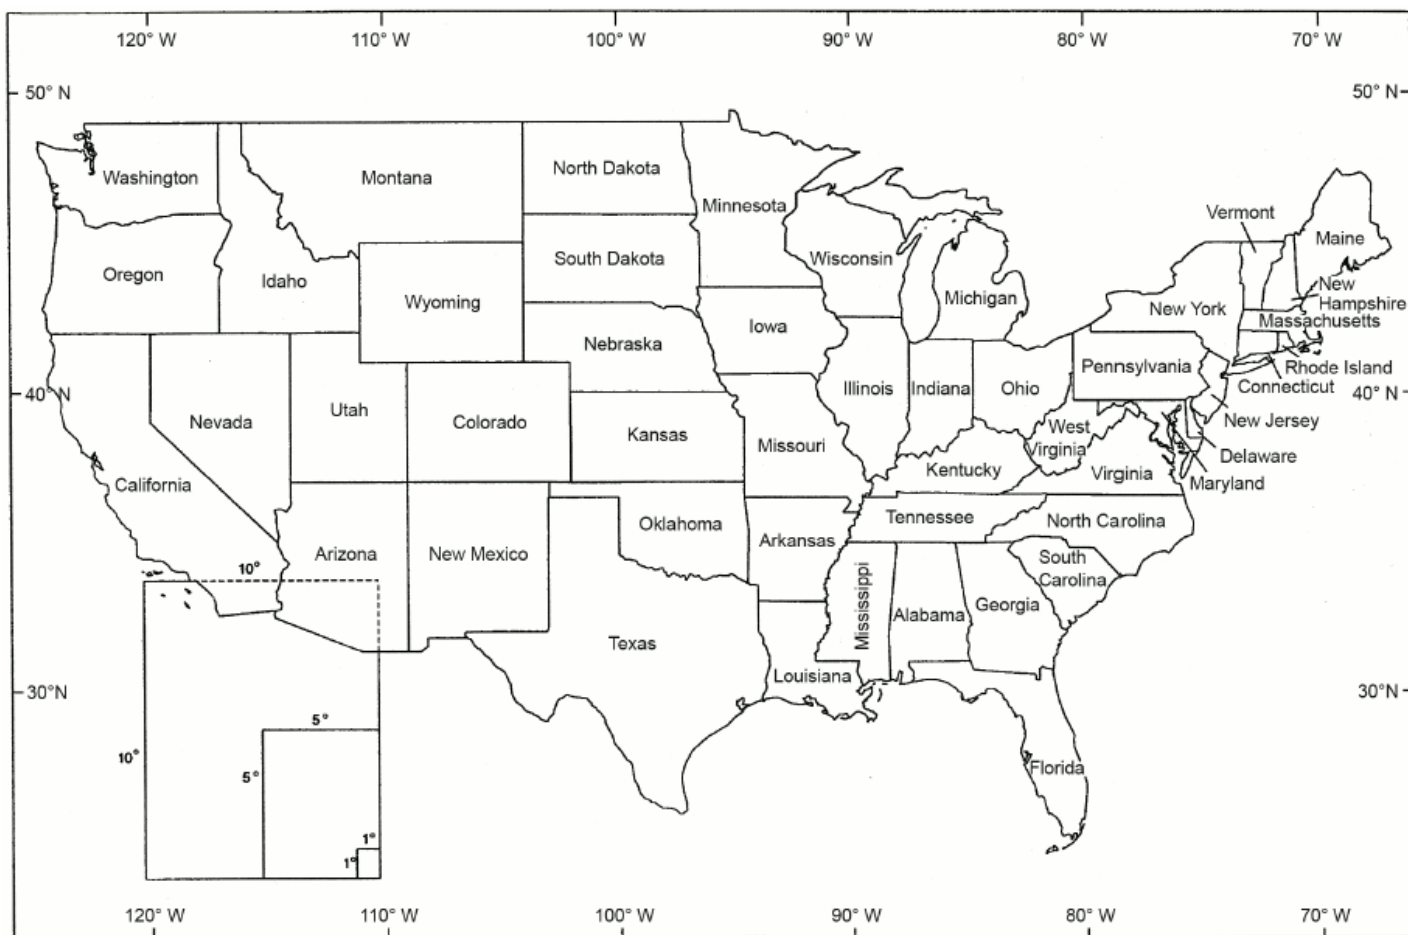 120° W
110° W
100° W
90° W
80° W
70° W
50° N
50° N
Washington
Montana
North Dakota
Minnesota
Vermont
Maine
Oregon
Idaho
Wyoming
South Dakota
Wisconsin
Michigan
New York
New
Hampshire
Massachusetts
Iowa
Nebraska
Pennsylvania
Rhode Island
Connecticut
40° N
40° N
Nevada
Utah
Colorado
Kansas
Missouri
Illinois
Indiana
Ohio
West
Virginia
New Jersey
Delaware
Maryland
California
Kentucky
Virginia
Arizona
New Mexico
Oklahoma
Arkansas
Tennessee
North Carolina
South
Carolina
Mississippi
Alabama
Georgia
Texas
Louisiana
Florida
30°N
30°N
10°
10°
5°
5°
1°
1°
120° W
110° W
100° W
90° W
80° W
70° W